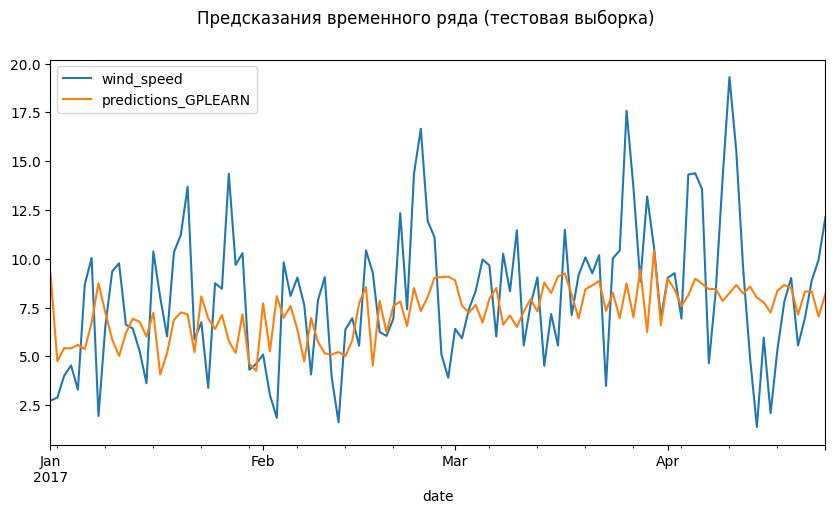 Предсказания временного ряда (тестовая выборка)
wind_speed
predictions_GPLEARN
20.0
17.5
15.0
12.5
10.0
7.5
5.0
2.5
Jan Feb Mar Apr
2017
date